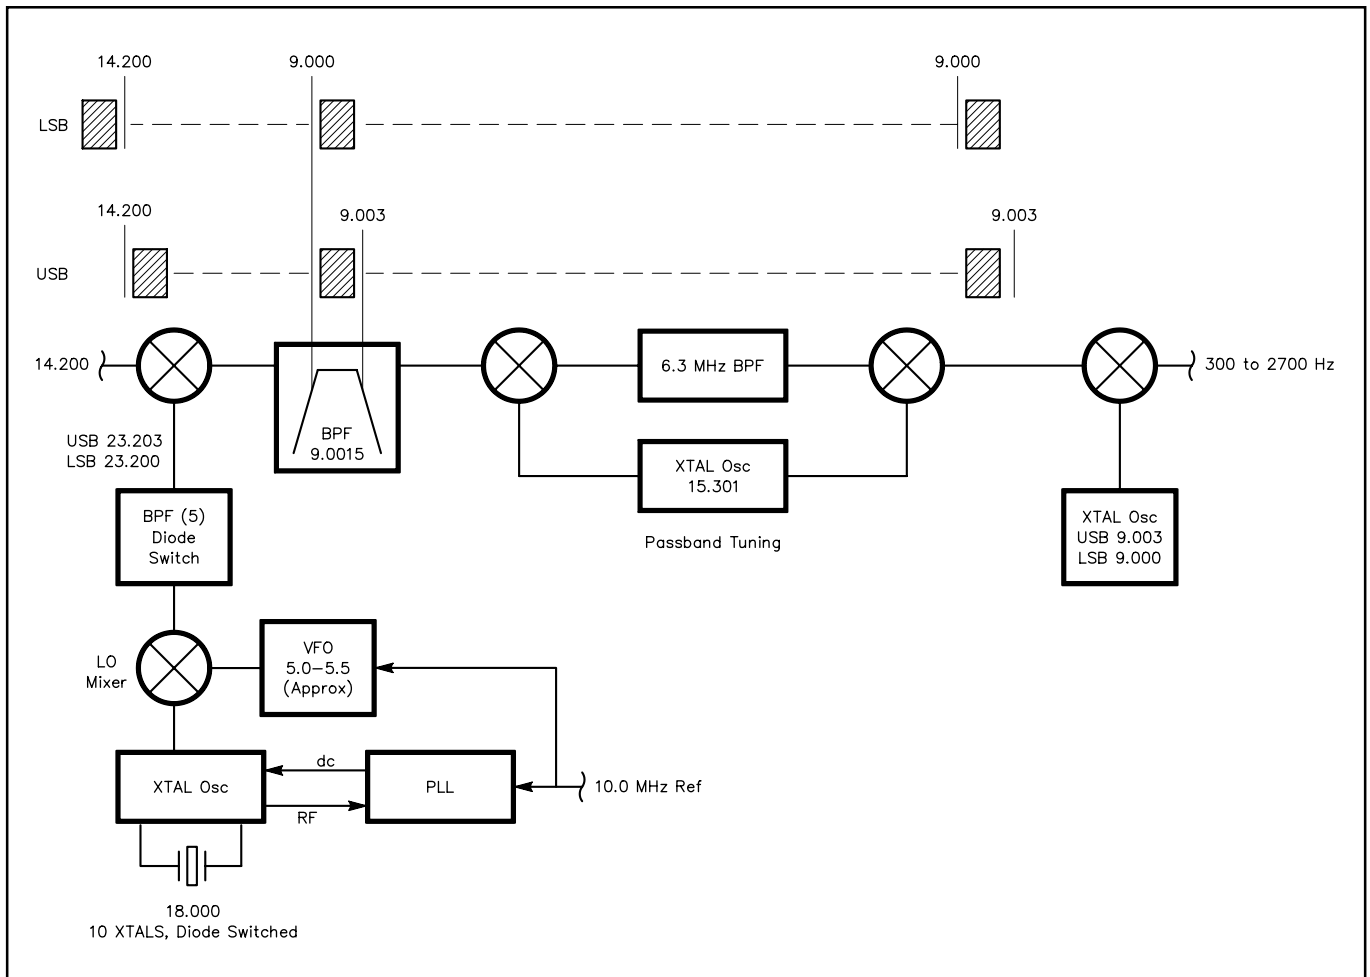 14.200
9.000
9.000
LSB
14.200
9.003
9.003
USB
14.200
6.3 MHz BPF
300 to 2700 Hz
BPF
9.0015
USB 23.203
LSB 23.200
XTAL Osc
15.301
BPF (5)
Diode
Switch
Passband Tuning
XTAL Osc
USB 9.003
LSB 9.000
LO
Mixer
VFO
5.0–5.5
(Approx)
XTAL Osc
dc
RF
PLL
10.0 MHz Ref
18.000
10 XTALS, Diode Switched